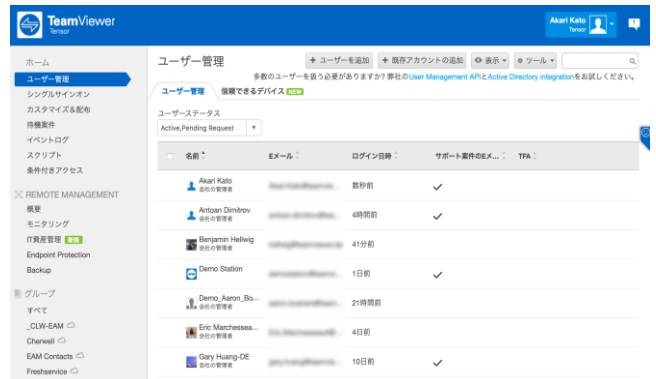 TeamViewer
Tensor
Akari Kato
Tensor
ホーム
ユーザー管理
シングルサインオン
カスタマイズ&配布
待機案件
イベントログ
スクリプト
条件付きアクセス
REMOTE MANAGEMENT
概要
モニタリング
IT資産管理 新規
Endpoint Protection
Backup
グループ
すべて
_CLW-EAM
Cherwell
EAM Contacts
Freshservice
ユーザー管理
+ ユーザーを追加 + 既存アカウントの追加 表示 ツール
多数のユーザーを扱う必要がありますか? 弊社のUser Management APIとActive Directory integrationをお試しください。
ユーザー管理 信頼できるデバイス NEW
ユーザーステータス
Active,Pending Request
名前 Eメール ログイン日時 サポート案件のEメ... TFA
Akari Kato
会社の管理者
数秒前
Antoan Dimitrov
会社の管理者
4時間前
Benjamin Hellwig
会社の管理者
41分前
Demo Station
1日前
Demo_Aaron_Bo...
会社の管理者
21時間前
Eric Marchessea...
会社の管理者
4日前
Gary Huang-DE
会社の管理者
10日前